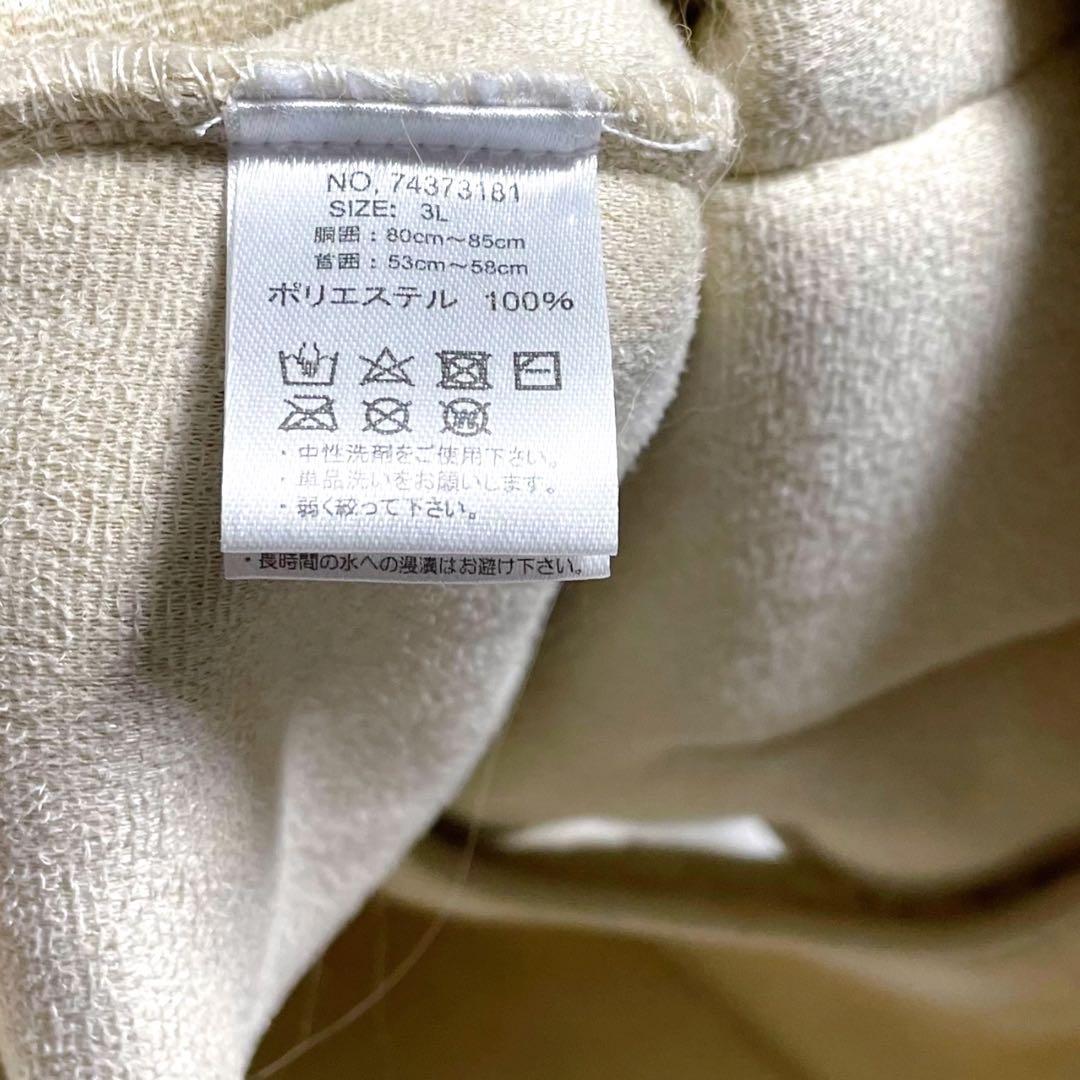 NO. 74373181
SIZE: 3L
胴囲：80cm～85cm
首囲：53cm～58cm
ポリエステル 100%
・中性洗剤をご使用下さい。
・単品洗いをお願いします。
・弱く絞って下さい。
・長時間の水への浸漬はお避け下さい。